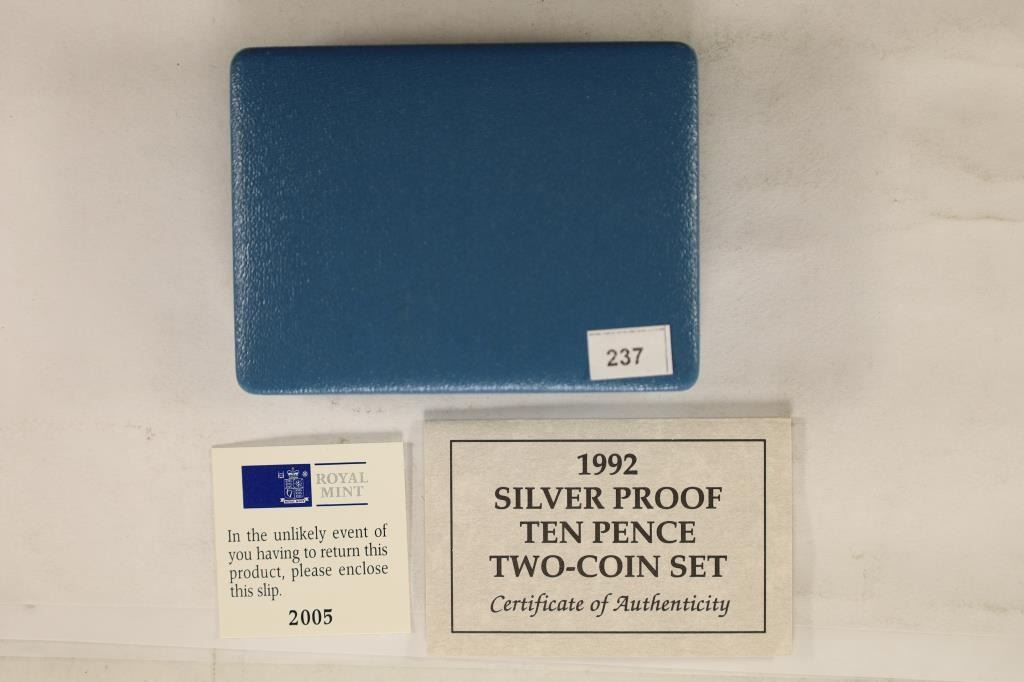 237
ROYAL
MINT
In the unlikely event of
you having to return this
product, please enclose
this slip.
2005
1992
SILVER PROOF
TEN PENCE
TWO-COIN SET
Certificate of Authenticity